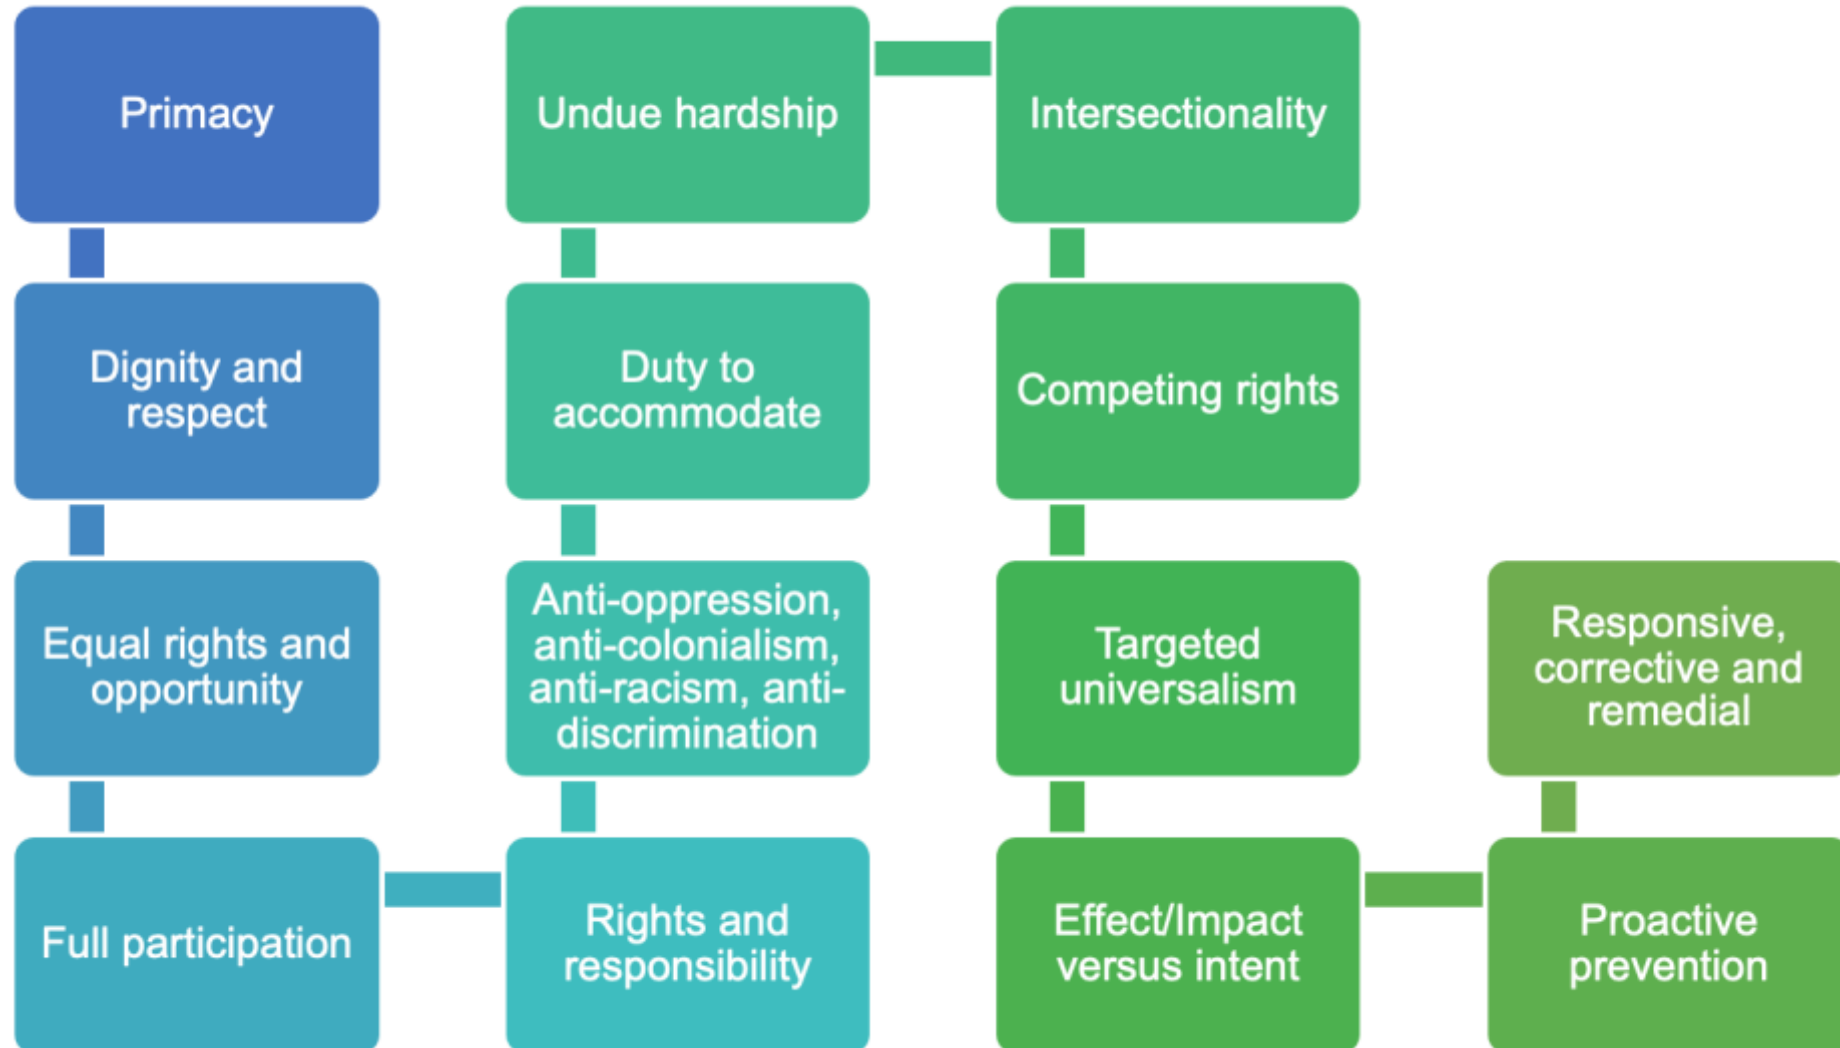 Primacy
Dignity and
respect
Equal rights and
opportunity
Full participation
Rights and
responsibility
Anti-oppression,
anti-colonialism,
anti-racism, anti-
discrimination
Duty to
accommodate
Undue hardship
Intersectionality
Competing rights
Targeted
universalism
Effect/Impact
versus intent
Proactive
prevention
Responsive,
corrective and
remedial